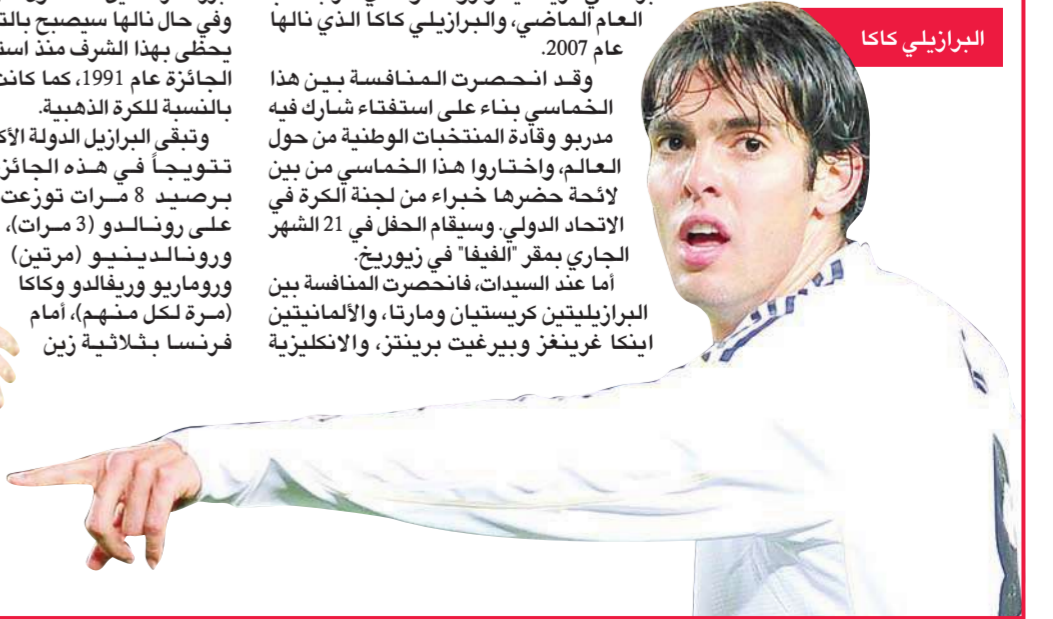 البرازيلي كاكا
العام الماضي، والبرازيلي كاكا الذي نالها
عام 2007.
وقد انحصرت المنافسة بين هذا
الخماسي بناء على استفتاء شارك فيه
مدربو وقادة المنتخبات الوطنية من حول
العالم، واختاروا هذا الخماسي من بين
لائحة حضرها خبراء من لجنة الكرة في
الاتحاد الدولي. وسيقام الحفل في 21 الشهر
الجاري بمقر "الفيفا" في زيوريخ.
أما عند السيدات، فانحصرت المنافسة بين
البرازيليتين كريستيان ومارتا، والألمانيتين
اينكا غرينغز وبيرغيت برينتز، والانكليزية
وفي حال نالها سيصبح
يحظى بهذا الشرف منذ
الجائزة عام 1991، كما
بالنسبة للكرة الذهبية.
وتبقى البرازيل الدولة
تتويجاً في هذه
برصيد 8 مرات توزعت
على رونالدو (3 مرات)،
ورونالدينيو (مرتين)
وروماريو وريفالدو وكاكا
(مرة لكل منهم)، أمام
فرنسا بثلاثية زين